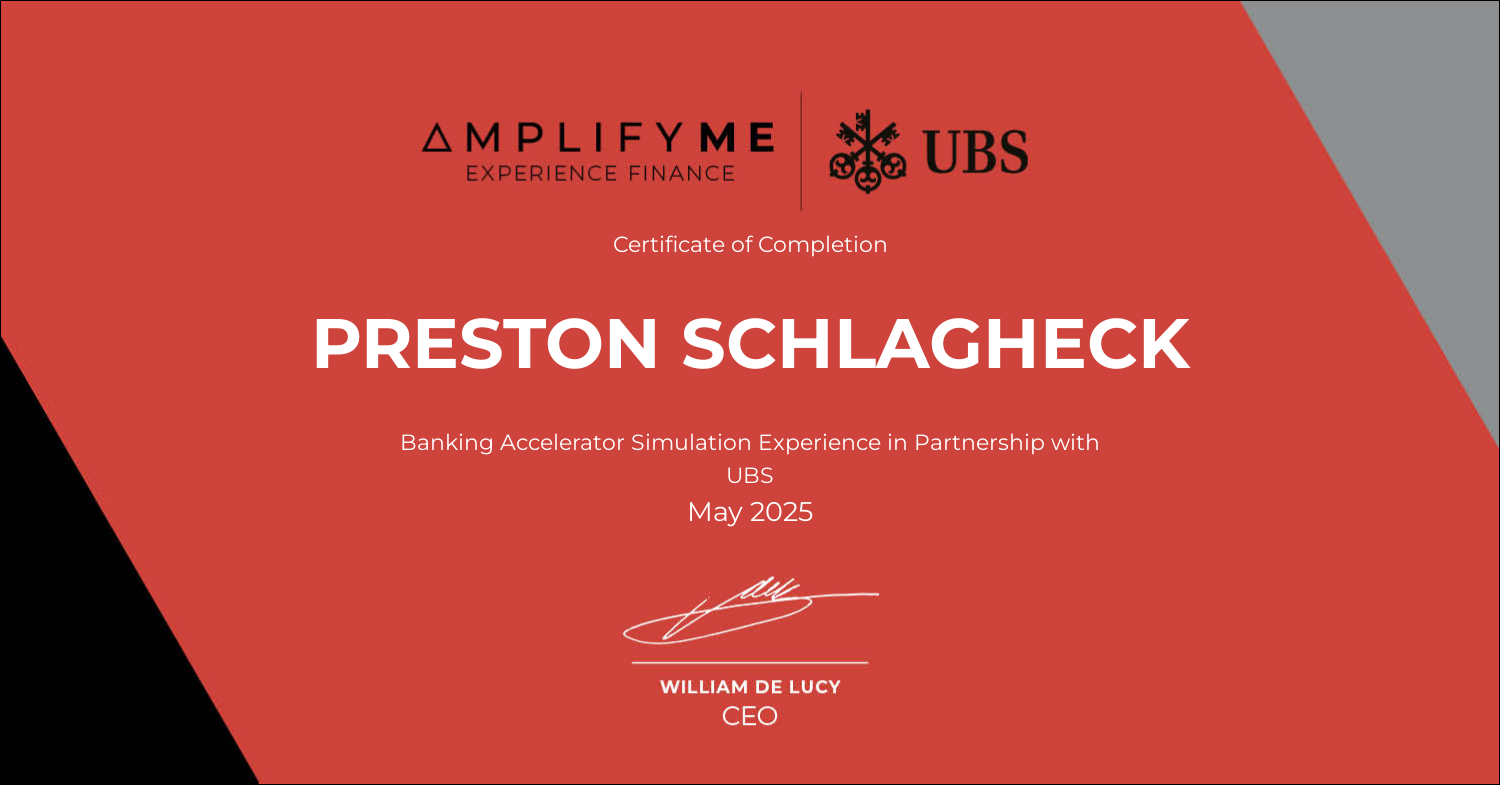 AMPLIFYME
EXPERIENCE FINANCE
UBS
Certificate of Completion
PRESTON SCHLAGHECK
Banking Accelerator Simulation Experience in Partnership with
UBS
May 2025
WILLIAM DE LUCY
CEO